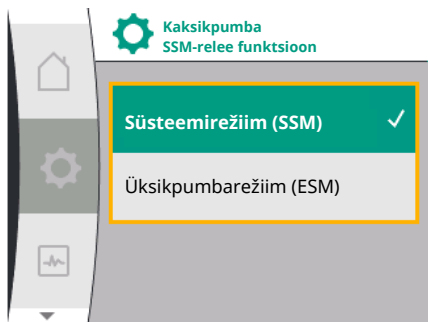 Kaksikpumba
SSM-relee funktsioon
Süsteemirežiim (SSM)
Üksikpumbarežiim (ESM)